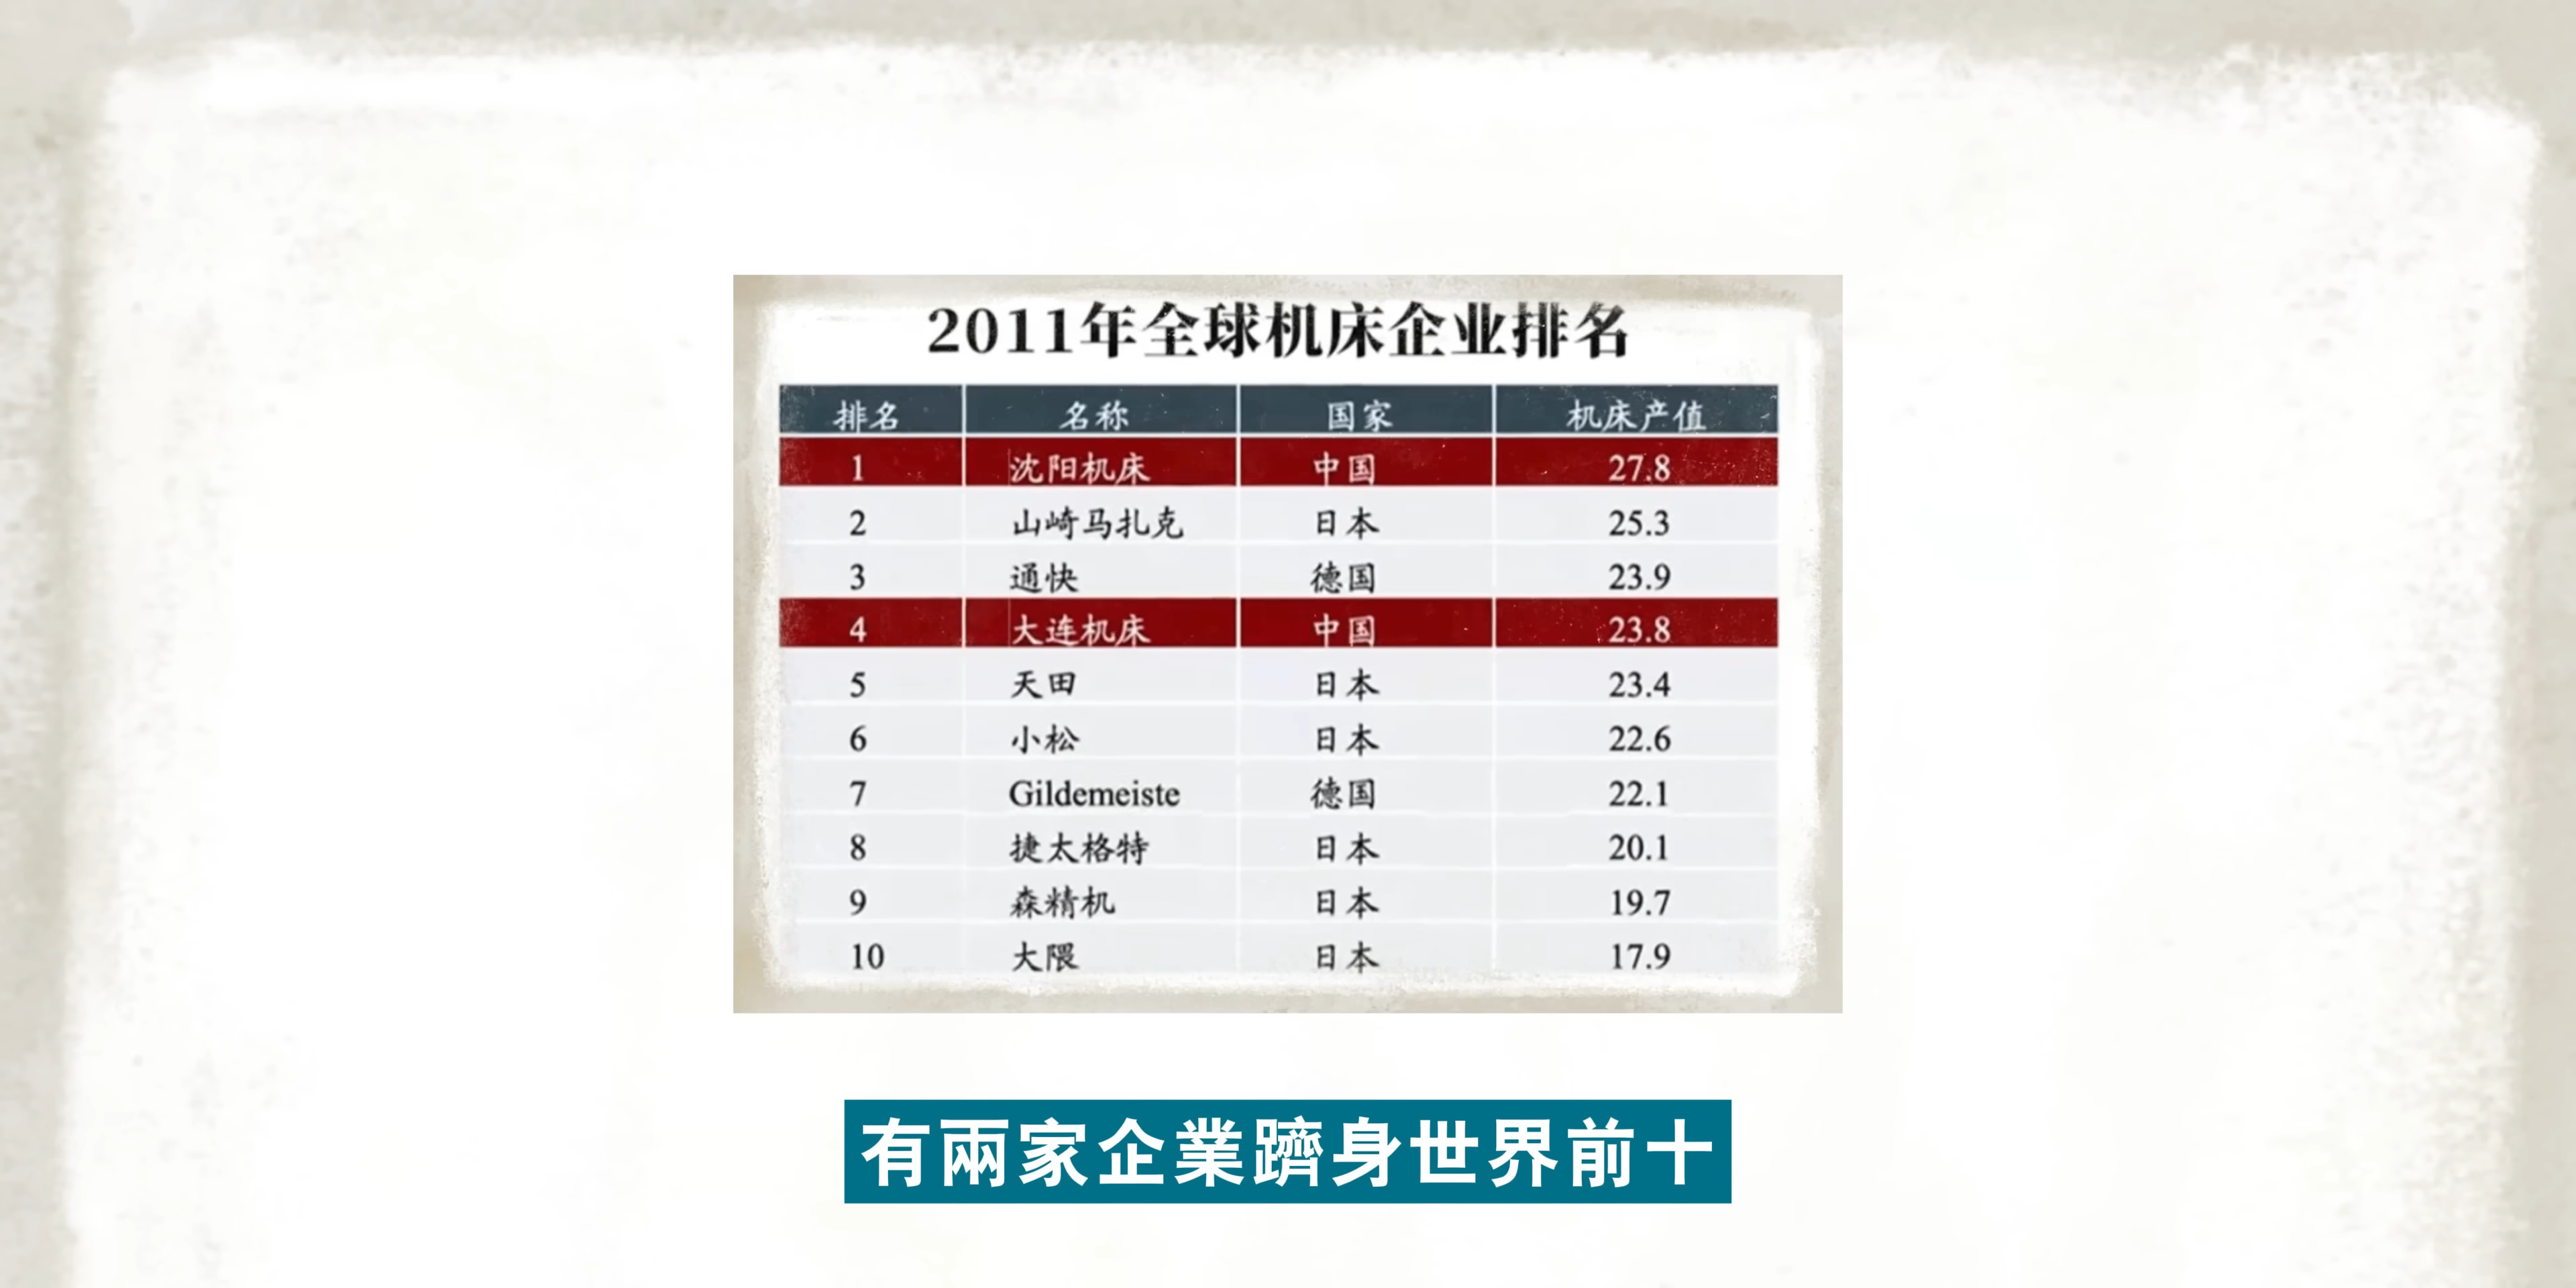 2011年全球机床企业排名
排名 名称 国家 机床产值
1 沈阳机床 中国 27.8
2 山崎马扎克 日本 25.3
3 通快 德国 23.9
4 大连机床 中国 23.8
5 天田 日本 23.4
6 小松 日本 22.6
7 Gildemeiste 德国 22.1
8 捷太格特 日本 20.1
9 森精机 日本 19.7
10 大隈 日本 17.9
有兩家企業躋身世界前十